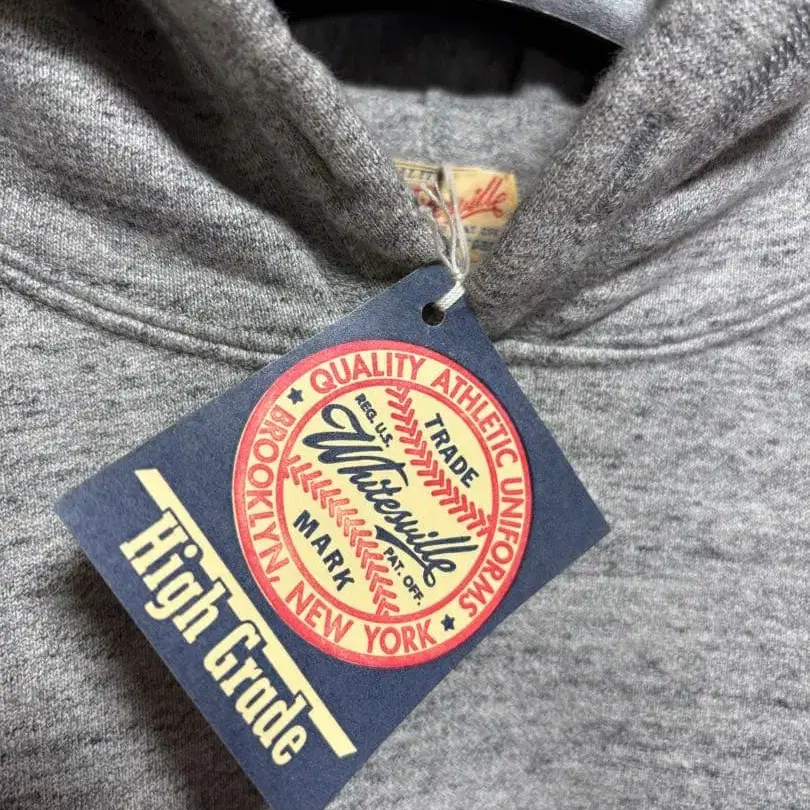 QUALITY ATHLETIC UNIFORMS
TRADE
REG. U.S.
Whitesville
PAT. OFF.
MARK
BROOKLYN, NEW YORK
High Grade